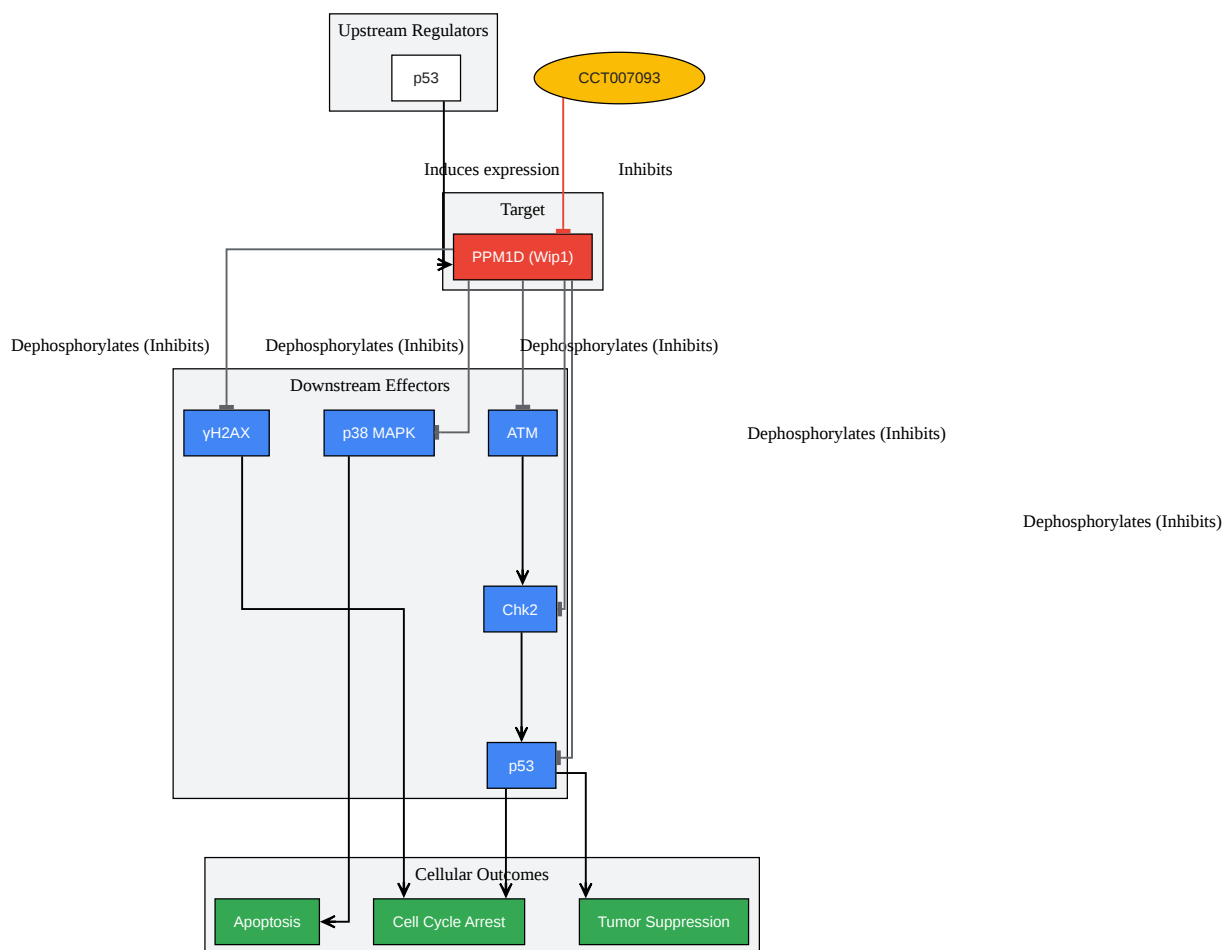 Upstream Regulators
p53
CCT007093
Induces expression
Inhibits
Target
PPM1D (Wip1)
Dephosphorylates (Inhibits)
Dephosphorylates (Inhibits)
Dephosphorylates (Inhibits)
Downstream Effectors
γH2AX
p38 MAPK
ATM
Dephosphorylates (Inhibits)
Dephosphorylates (Inhibits)
Chk2
p53
Cellular Outcomes
Apoptosis
Cell Cycle Arrest
Tumor Suppression